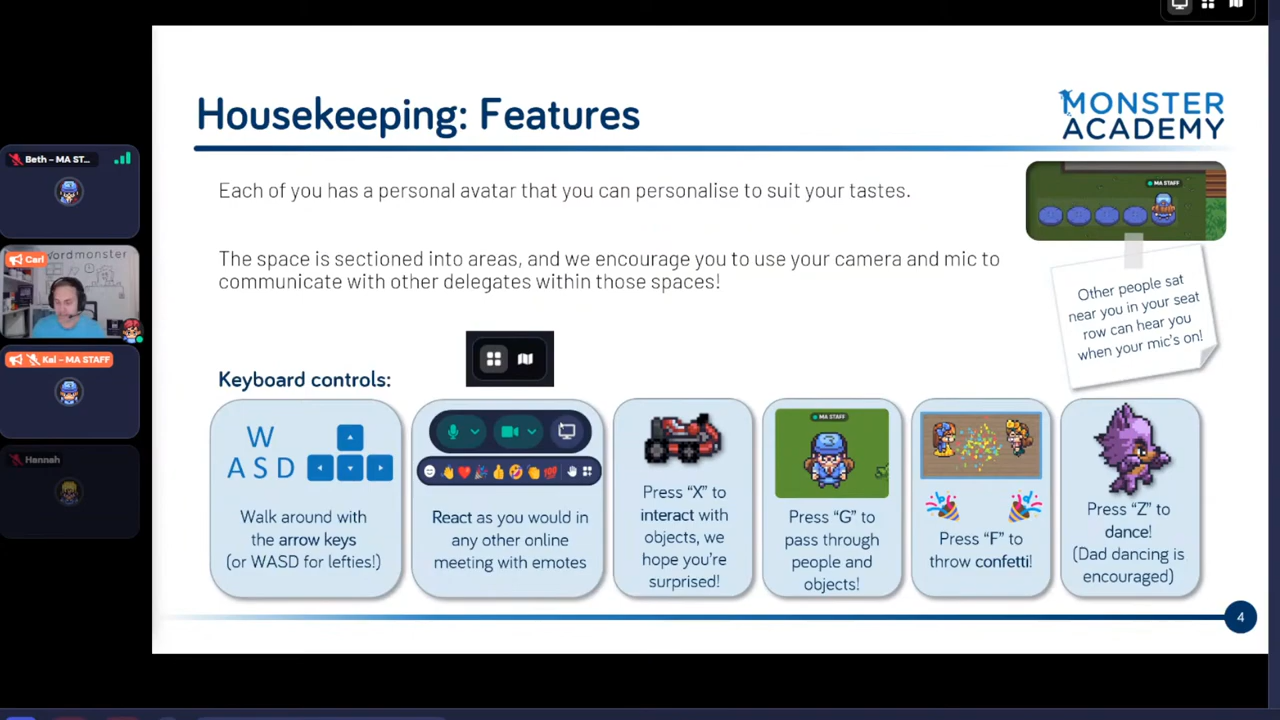 Housekeeping: Features
MONSTER
ACADEMY
Beth – MA ST...
Carl
wordmonster
Kai – MA STAFF
Hannah
Each of you has a personal avatar that you can personalise to suit your tastes.
The space is sectioned into areas, and we encourage you to use your camera and mic to
communicate with other delegates within those spaces!
MA STAFF
Other people sat
near you in your seat
row can hear you
when your mic's on!
Keyboard controls:
W
A S D
Walk around with
the arrow keys
(or WASD for lefties!)
React as you would in
any other online
meeting with emotes
Press “X” to
interact with
objects, we
hope you’re
surprised!
MA STAFF
Press “G” to
pass through
people and
objects!
Press “F” to
throw confetti!
Press “Z” to
dance!
(Dad dancing is
encouraged)
4